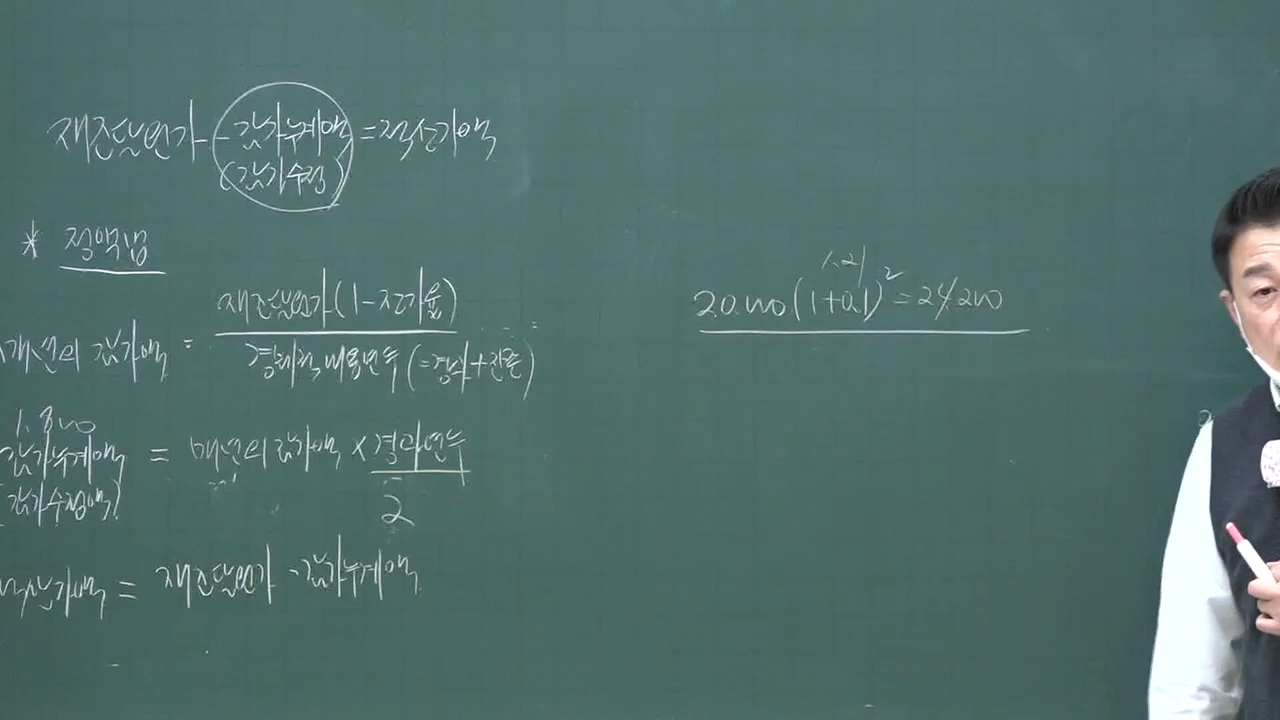 재조달원가 - 감가누계액 = 적산가액
(감가수정)
* 정액법
매년의 감가액 = 재조달원가(1-잔가율)
경제적 내용연수 (=경과+잔존)
1.800
감가누계액 = 매년의 감가액 × 경과연수
(감가수정액)
2
적산가액 = 재조달원가 - 감가누계액
1.21
20.000(1+0.1)² = 24.200